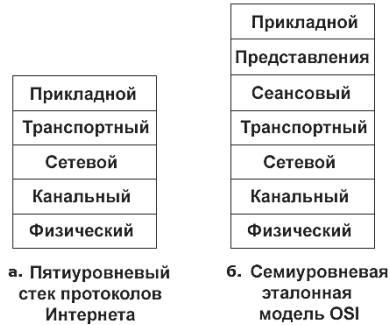 Прикладной
Транспортный
Сетевой
Канальный
Физический
а. Пятиуровневый
стек протоколов
Интернета
Прикладной
Представления
Сеансовый
Транспортный
Сетевой
Канальный
Физический
б. Семиуровневая
эталонная
модель OSI